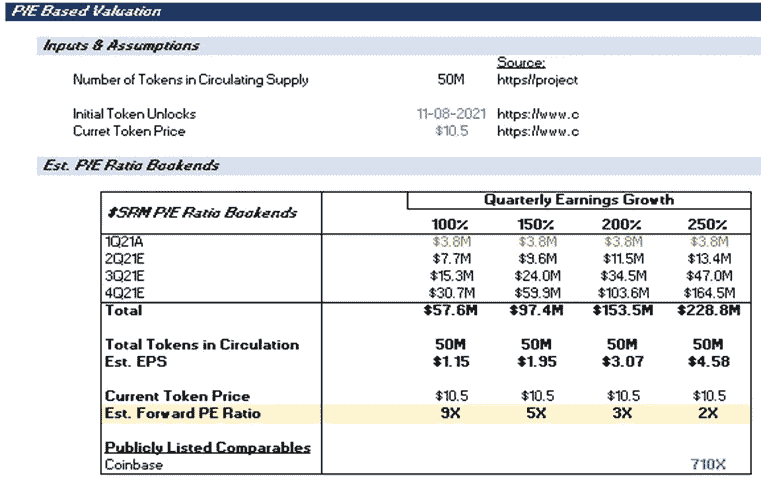 P/E Based Valuation
Inputs & Assumptions
Source:
Number of Tokens in Circulating Supply 50M https//project
Initial Token Unlocks 11-08-2021 https://www.c
Curret Token Price $10.5 https://www.c
Est. P/E Ratio Bookends
$SRM P/E Ratio Bookends Quarterly Earnings Growth
100% 150% 200% 250%
1Q21A $3.8M $3.8M $3.8M $3.8M
2Q21E $7.7M $9.6M $11.5M $13.4M
3Q21E $15.3M $24.0M $34.5M $47.0M
4Q21E $30.7M $59.9M $103.6M $164.5M
Total $57.6M $97.4M $153.5M $228.8M
Total Tokens in Circulation 50M 50M 50M 50M
Est. EPS $1.15 $1.95 $3.07 $4.58
Current Token Price $10.5 $10.5 $10.5 $10.5
Est. Forward PE Ratio 9X 5X 3X 2X
Publicly Listed Comparables
Coinbase 710X